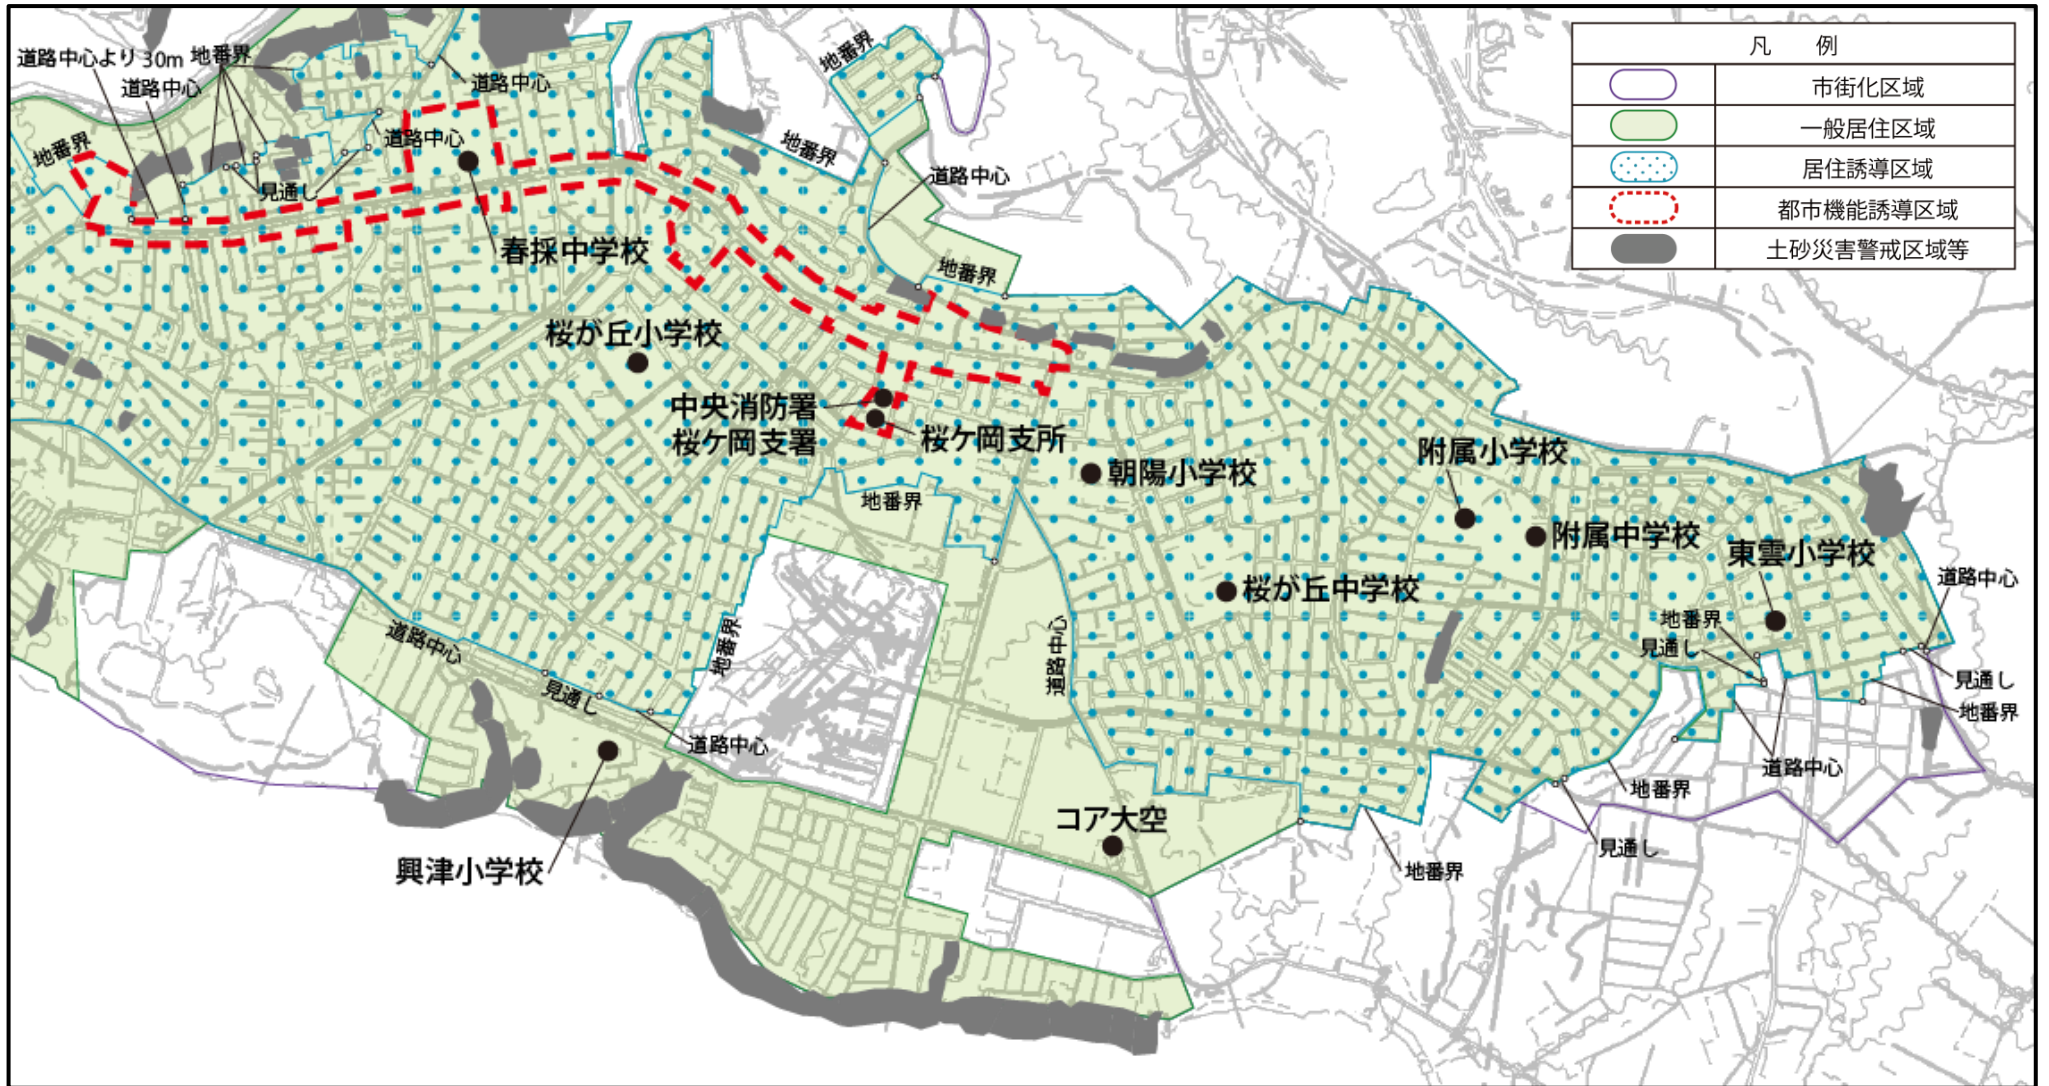 凡 例
市街化区域
一般居住区域
居住誘導区域
都市機能誘導区域
土砂災害警戒区域等
道路中心より30m
地番界
道路中心
道路中心
地番界
道路中心
地番界
見通し
地番界
道路中心
春採中学校
地番界
桜が丘小学校
中央消防署
桜ケ岡支署
桜ケ岡支所
朝陽小学校
附属小学校
地番界
附属中学校
東雲小学校
道路中心
桜が丘中学校
地番界
見通し
道路中心
地番界
道路中心
見通し
見通し
地番界
道路中心
道路中心
地番界
コア大空
見通し
興津小学校
地番界